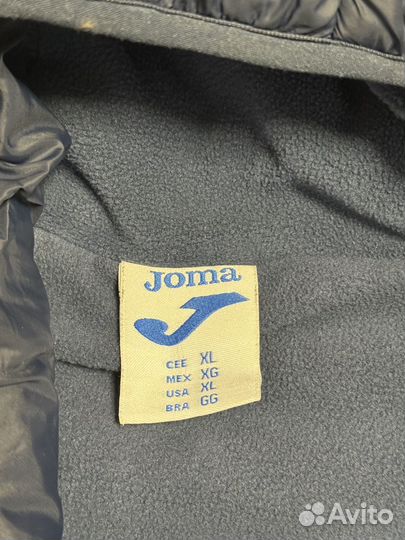 JOMA
CEE XL
MEX XG
USA XL
BRA GG
Avito